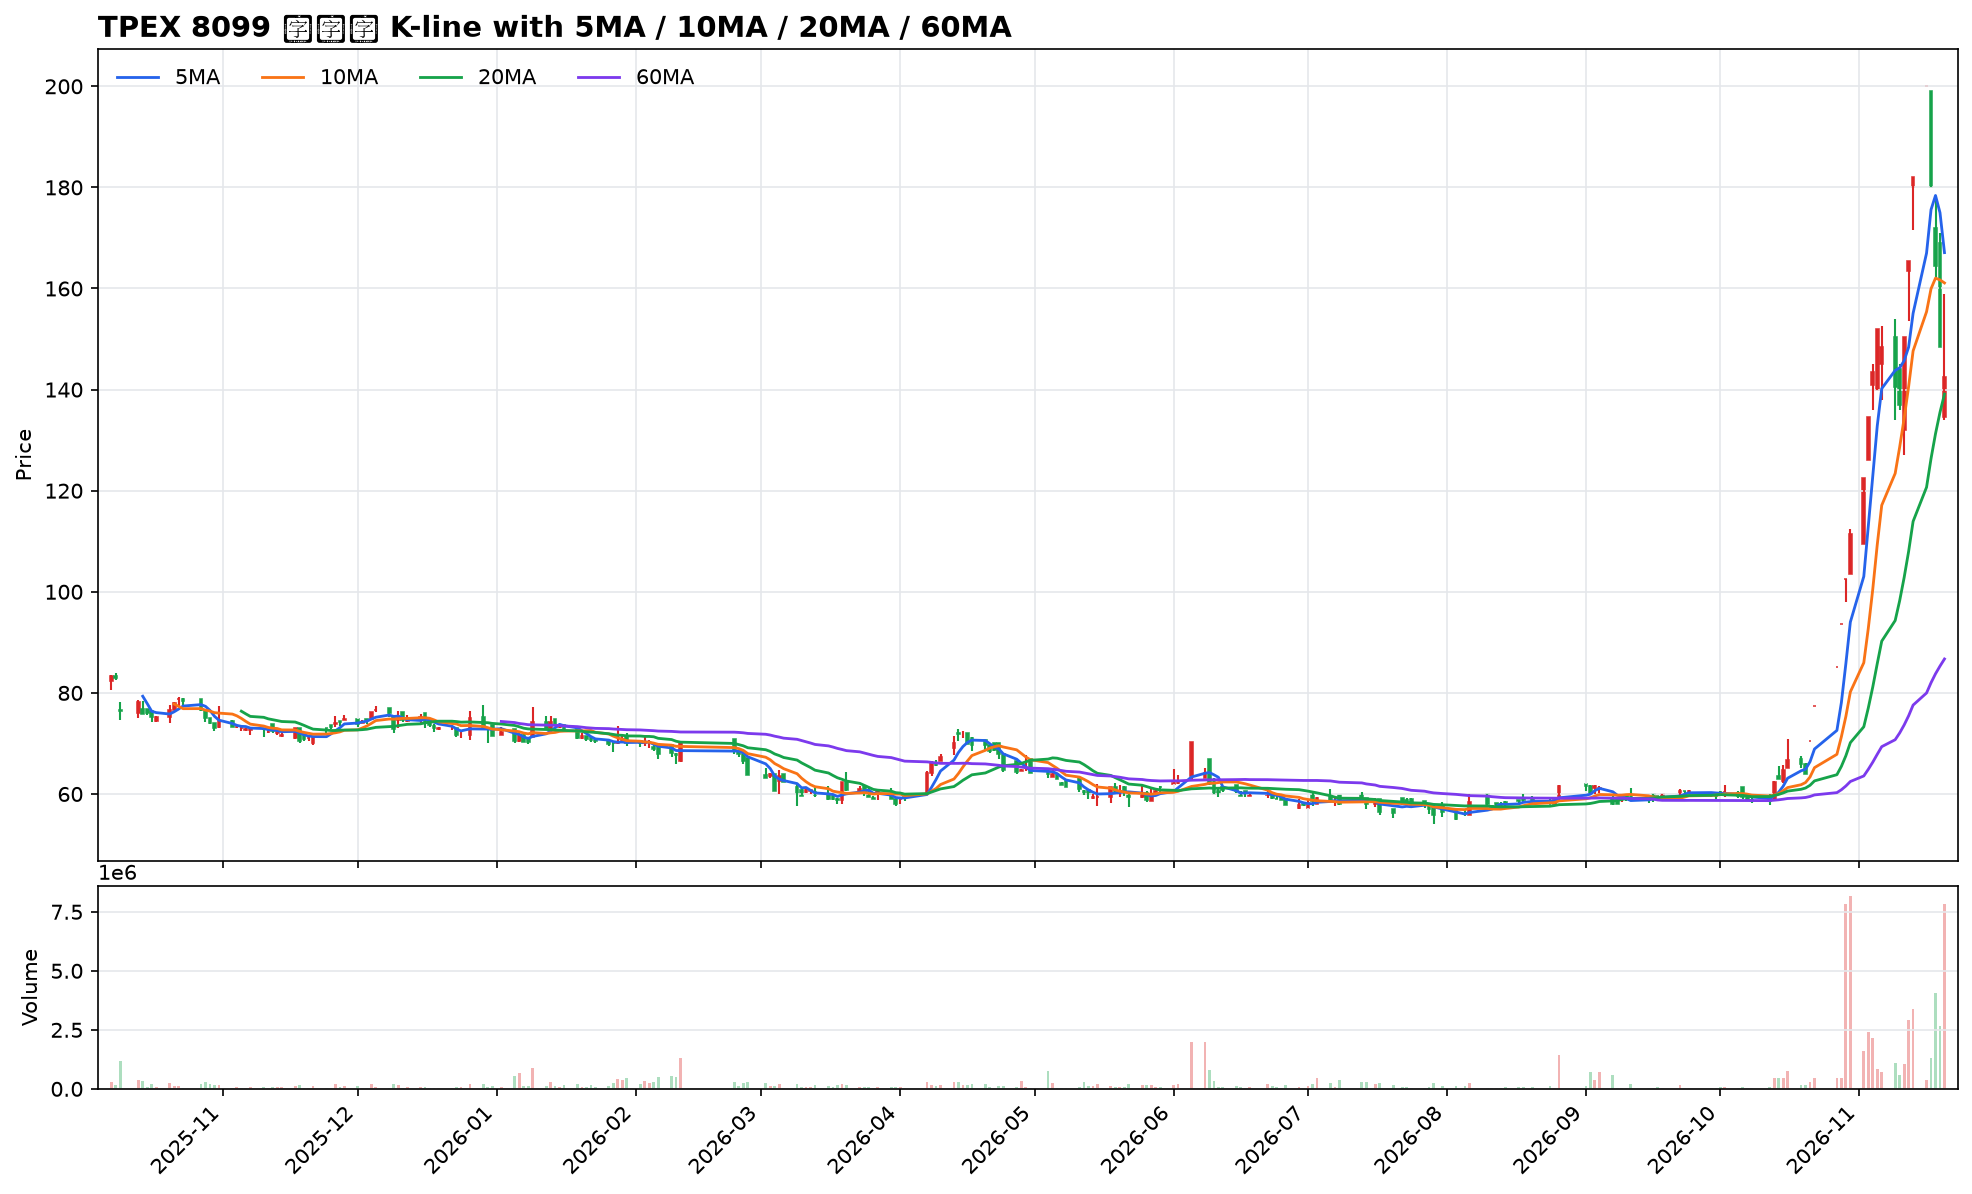 TPEX 8099 字字字 K-line with 5MA / 10MA / 20MA / 60MA
5MA 10MA 20MA 60MA
200
180
160
140
120
100
80
60
Price
1e6
7.5
5.0
2.5
0.0
Volume
2025-11 2025-12 2026-01 2026-02 2026-03 2026-04 2026-05 2026-06 2026-07 2026-08 2026-09 2026-10 2026-11